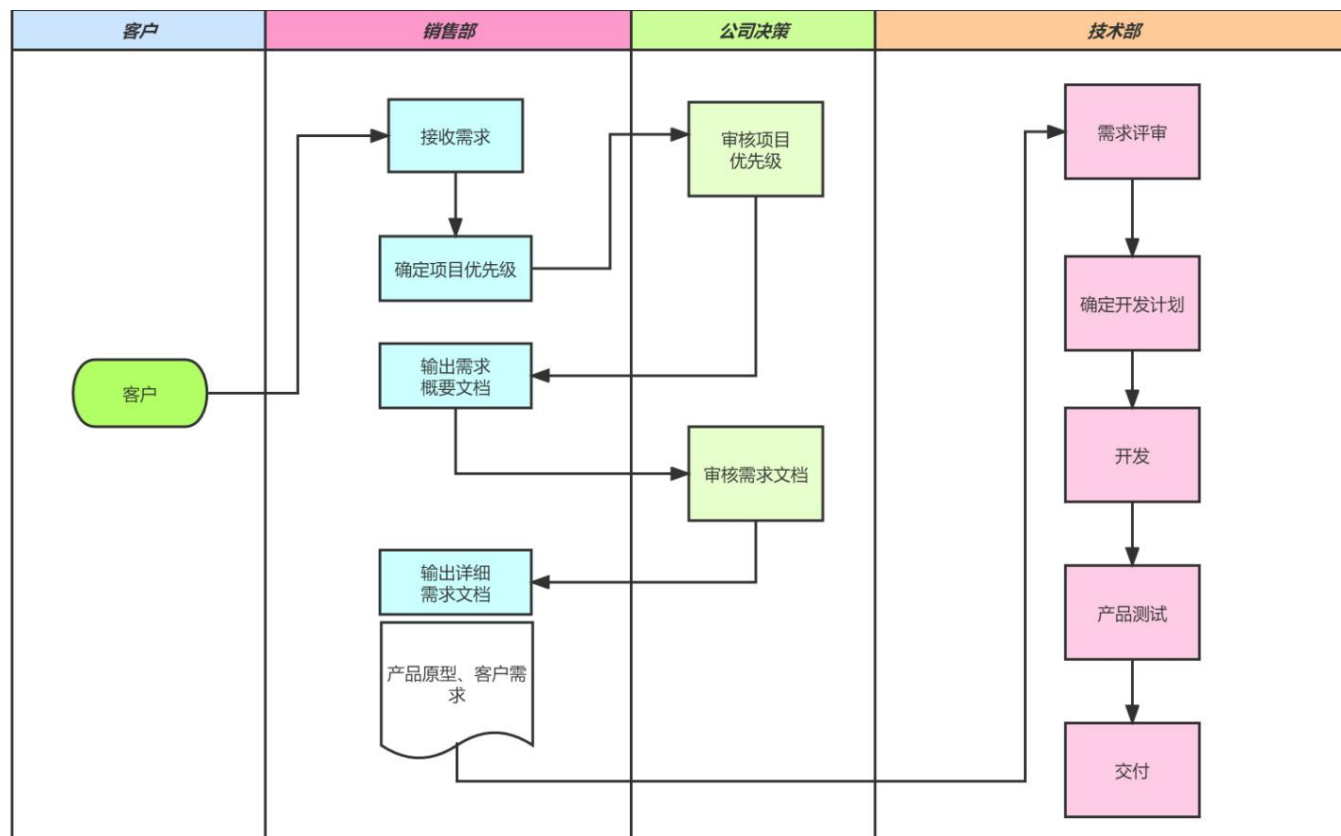 客户
销售部
公司决策
技术部
接收需求
确定项目优先级
客户
输出需求
概要文档
输出详细
需求文档
产品原型、客户需
求
审核项目
优先级
审核需求文档
需求评审
确定开发计划
开发
产品测试
交付